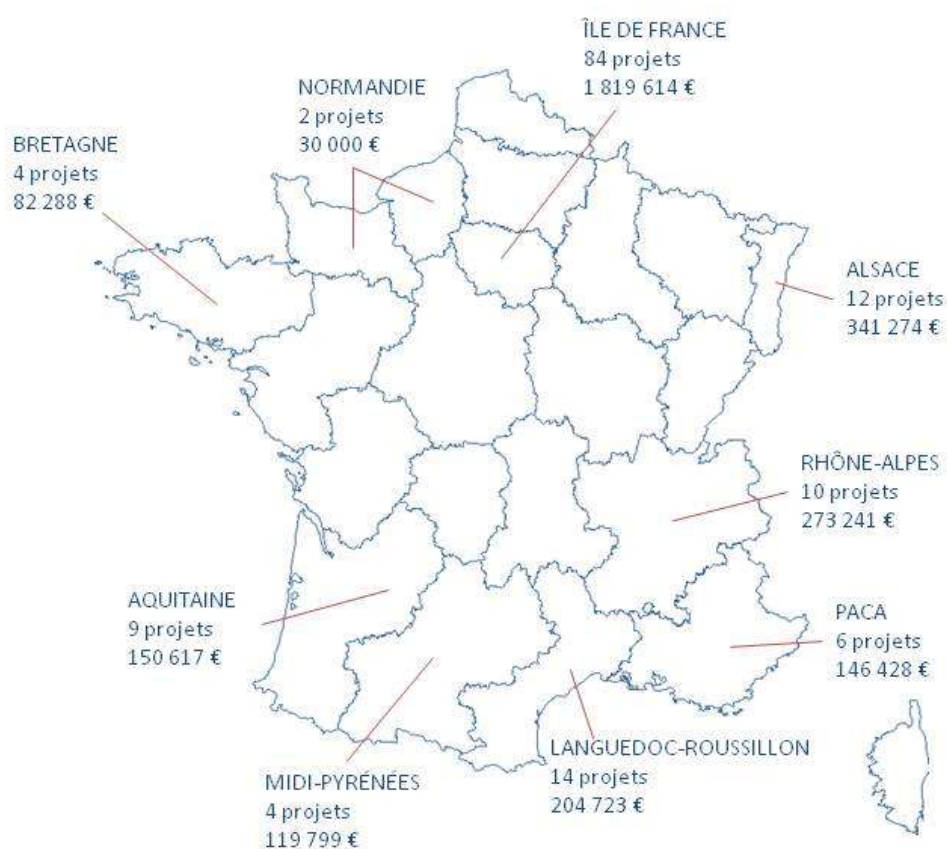 ÎLE DE FRANCE
84 projets
1 819 614 €
NORMANDIE
2 projets
30 000 €
BRETAGNE
4 projets
82 288 €
ALSACE
12 projets
341 274 €
RHÔNE-ALPES
10 projets
273 241 €
AQUITAINE
9 projets
150 617 €
PACA
6 projets
146 428 €
LANGUEDOC-ROUSSILLON
14 projets
204 723 €
MIDI-PYRÉNÉES
4 projets
119 799 €